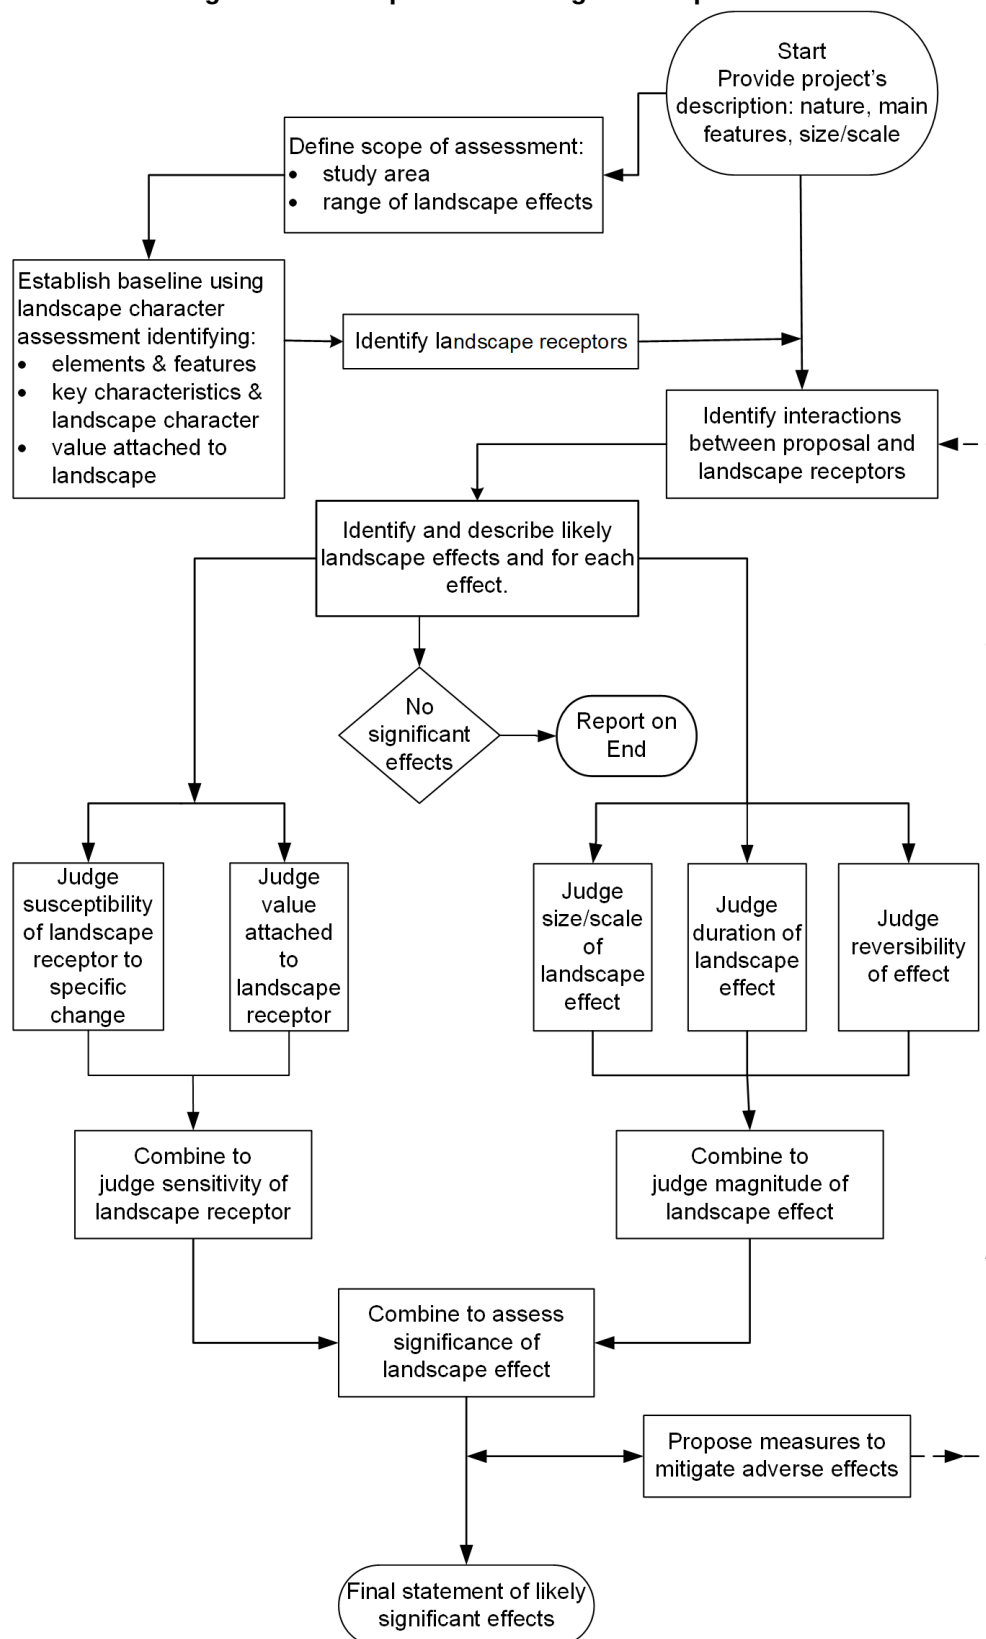 Start
Provide project’s
description: nature, main
features, size/scale
Define scope of assessment:
• study area
• range of landscape effects
Establish baseline using
landscape character
assessment identifying:
• elements & features
• key characteristics &
landscape character
• value attached to
landscape
Identify landscape receptors
Identify interactions
between proposal and
landscape receptors
Identify and describe likely
landscape effects and for each
effect.
No
significant
effects
Report on
End
Judge
susceptibility
of landscape
receptor to
specific
change
Judge
value
attached
to
landscape
receptor
Judge
size/scale
of
landscape
effect
Judge
duration of
landscape
effect
Judge
reversibility
of effect
Combine to
judge sensitivity of
landscape receptor
Combine to
judge magnitude of
landscape effect
Combine to assess
significance of
landscape effect
Propose measures to
mitigate adverse effects
Final statement of likely
significant effects